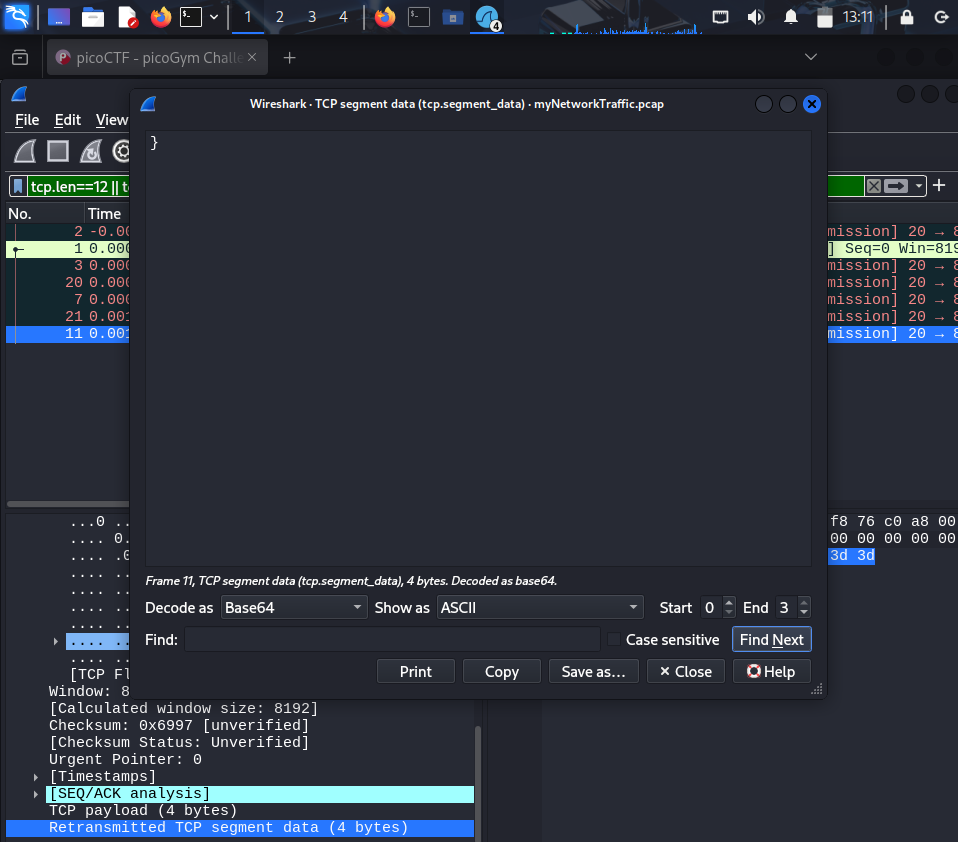 1 2 3 4
4
13:11
picoCTF - picoGym Challe
Wireshark · TCP segment data (tcp.segment_data) · myNetworkTraffic.pcap
File Edit View
}
tcp.len==12 ||
No. Time
2 -0.00 mission] 20 → 8
1 0.000 ] Seq=0 Win=819
3 0.000 mission] 20 → 8
20 0.000 mission] 20 → 8
7 0.000 mission] 20 → 8
21 0.001 mission] 20 → 8
11 0.001 mission] 20 → 8
...0 .. f8 76 c0 a8 00
.... 0. 00 00 00 00 00
.... .0 3d 3d
.... ..
.... ..
.... ..
.... ..
.... ..
.... ..
Frame 11, TCP segment data (tcp.segment_data), 4 bytes. Decoded as base64.
Decode as Base64 Show as ASCII Start 0 End 3
Find: Case sensitive Find Next
Print Copy Save as… Close Help
[TCP Fl
Window: 8
[Calculated window size: 8192]
Checksum: 0x6997 [unverified]
[Checksum Status: Unverified]
Urgent Pointer: 0
[Timestamps]
[SEQ/ACK analysis]
TCP payload (4 bytes)
Retransmitted TCP segment data (4 bytes)